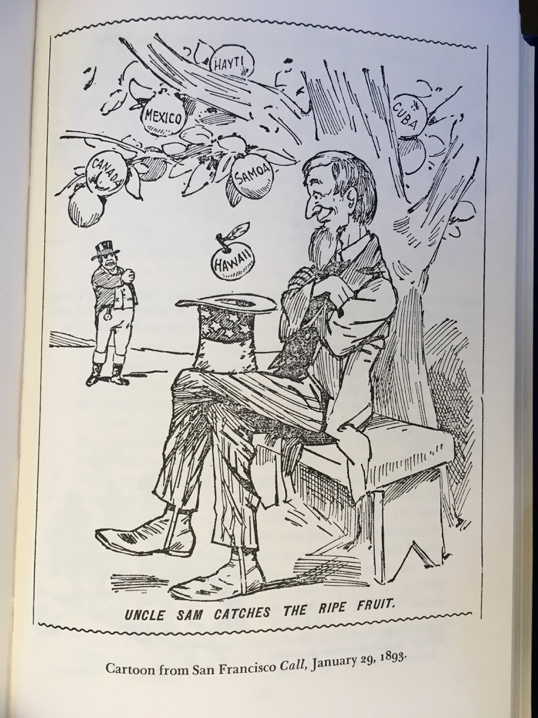 HAYTI
MEXICO
CUBA
CANADA
SAMOA
HAWAII
UNCLE SAM CATCHES THE RIPE FRUIT.
Cartoon from San Francisco Call, January 29, 1893.